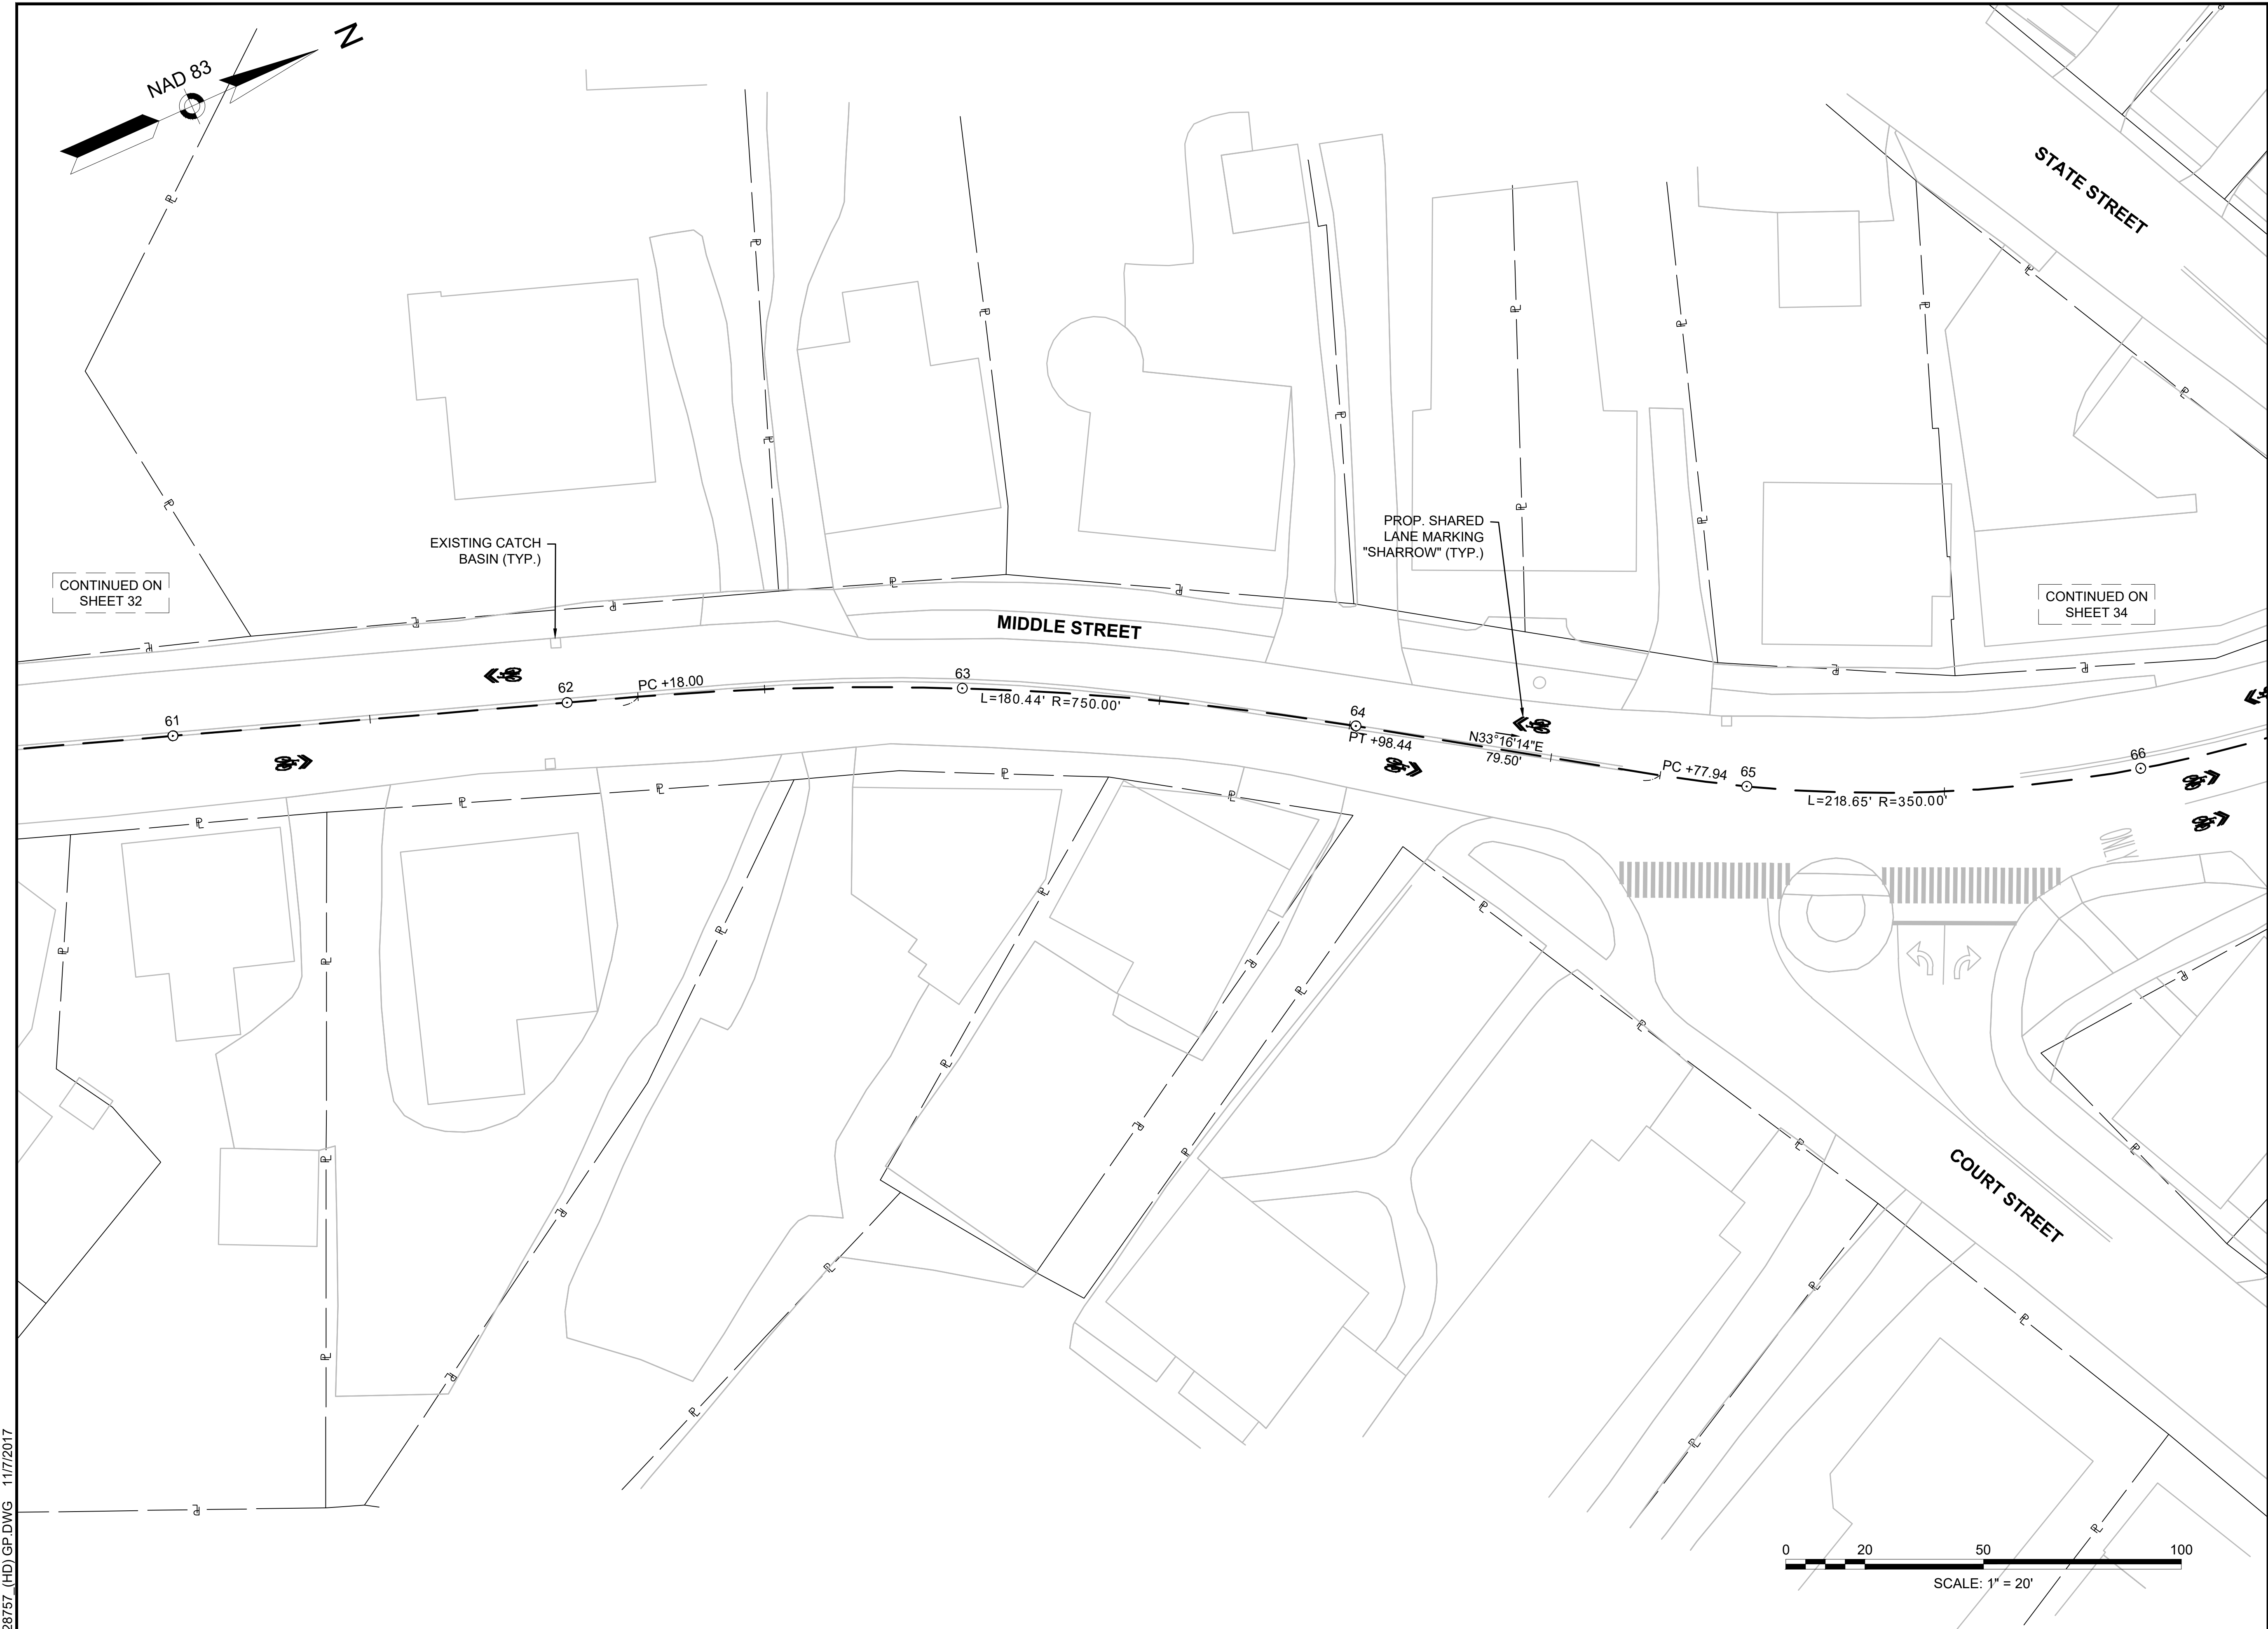 N
NAD 83
STATE STREET
EXISTING CATCH
BASIN (TYP.)
PROP. SHARED
LANE MARKING
"SHARROW" (TYP.)
CONTINUED ON
SHEET 32
CONTINUED ON
SHEET 34
MIDDLE STREET
61
62
PC +18.00
63
L=180.44' R=750.00'
64
PT +98.44
N33°16'14"E
79.50'
PC +77.94
65
L=218.65' R=350.00'
66
COURT STREET
0 20 50 100
SCALE: 1" = 20'
28757_(HD) GP.DWG 11/7/2017